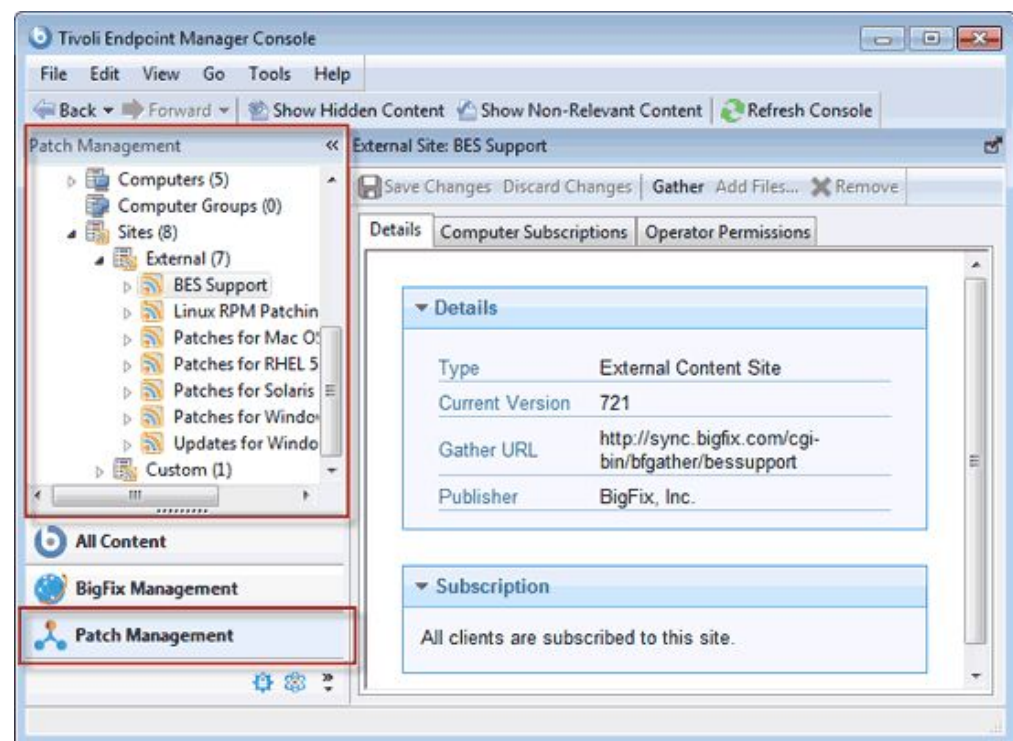 Tivoli Endpoint Manager Console
File Edit View Go Tools Help
Back Forward Show Hidden Content Show Non-Relevant Content Refresh Console
Patch Management «
External Site: BES Support
Computers (5)
Computer Groups (0)
Sites (8)
External (7)
BES Support
Linux RPM Patchin
Patches for Mac O
Patches for RHEL 5
Patches for Solaris
Patches for Windo
Updates for Windo
Custom (1)
All Content
BigFix Management
Patch Management
Save Changes Discard Changes Gather Add Files... Remove
Details Computer Subscriptions Operator Permissions
Details
Type External Content Site
Current Version 721
Gather URL http://sync.bigfix.com/cgi-
bin/bfgather/bessupport
Publisher BigFix, Inc.
Subscription
All clients are subscribed to this site.